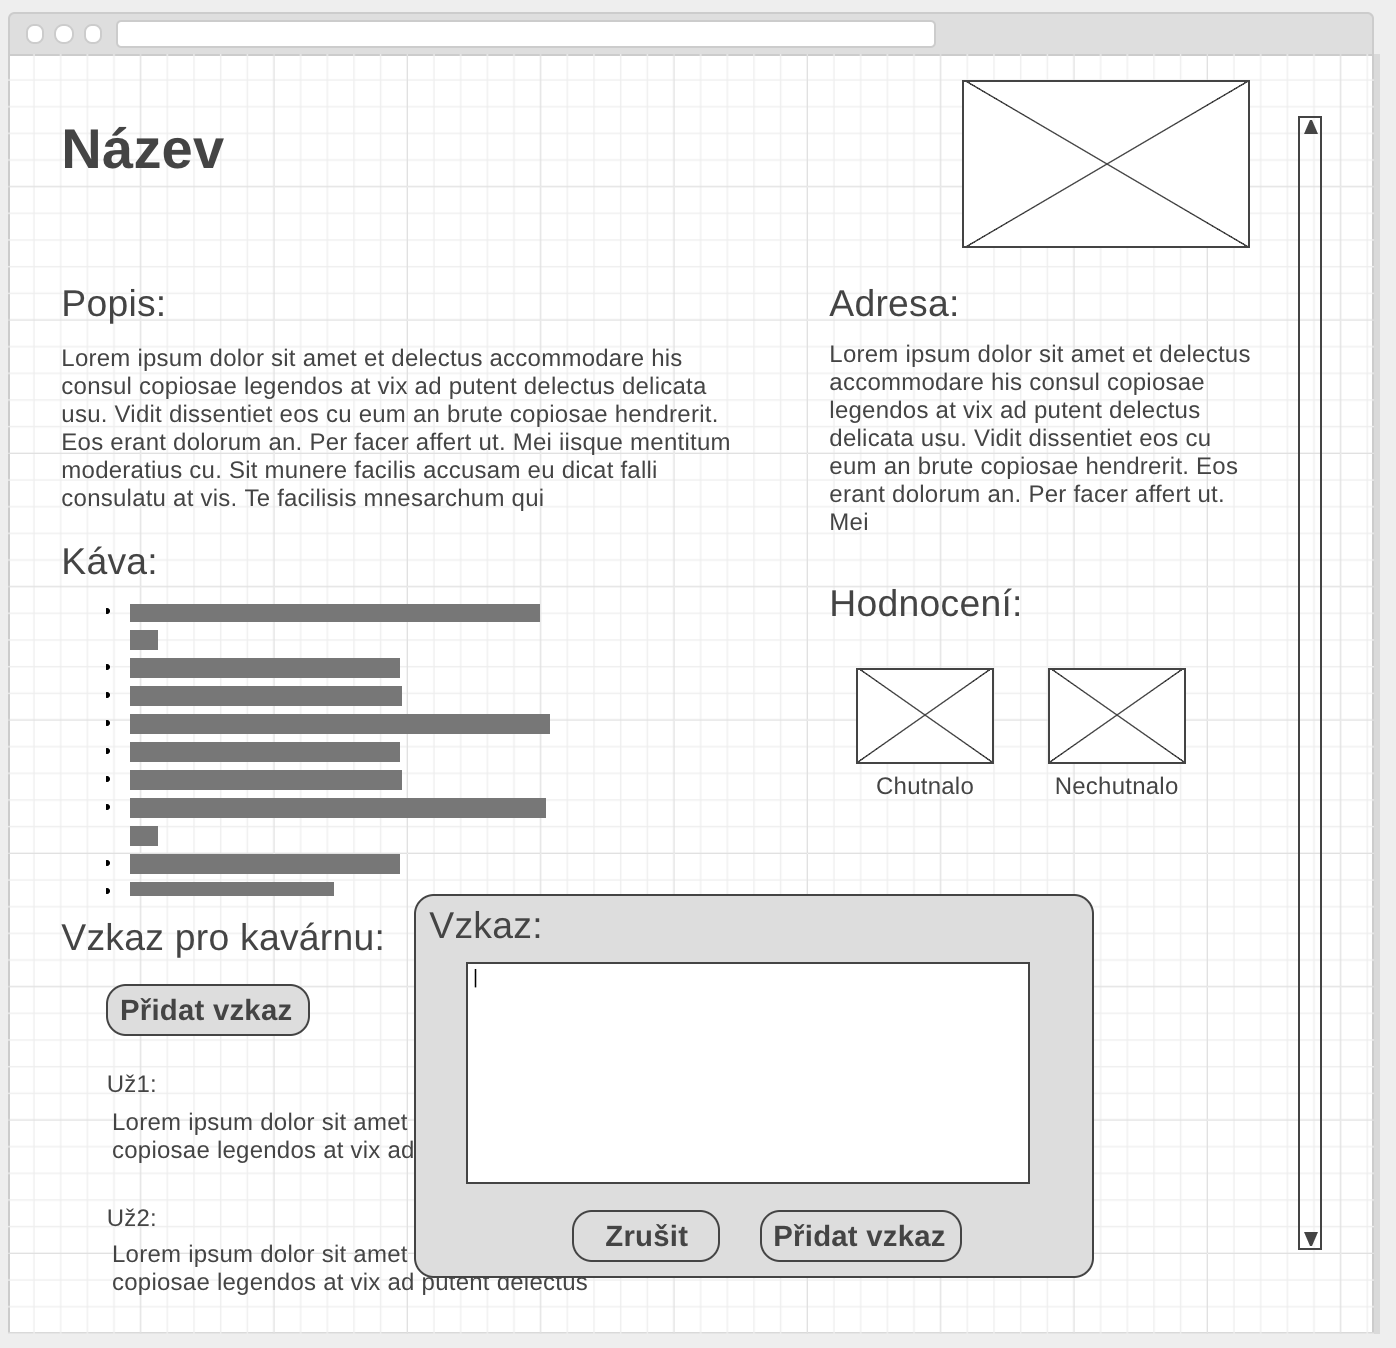 Název
Popis:
Lorem ipsum dolor sit amet et delectus accommodare his
consul copiosae legendos at vix ad putent delectus delicata
usu. Vidit dissentiet eos cu eum an brute copiosae hendrerit.
Eos erant dolorum an. Per facer affert ut. Mei iisque mentitum
moderatius cu. Sit munere facilis accusam eu dicat falli
consulatu at vis. Te facilisis mnesarchum qui
Adresa:
Lorem ipsum dolor sit amet et delectus
accommodare his consul copiosae
legendos at vix ad putent delectus
delicata usu. Vidit dissentiet eos cu
eum an brute copiosae hendrerit. Eos
erant dolorum an. Per facer affert ut.
Mei
Káva:
Hodnocení:
Chutnalo
Nechutnalo
Vzkaz pro kavárnu:
Přidat vzkaz
Už1:
Lorem ipsum dolor sit amet
copiosae legendos at vix ad
Už2:
Lorem ipsum dolor sit amet
copiosae legendos at vix ad putent delectus
Vzkaz:
Zrušit
Přidat vzkaz